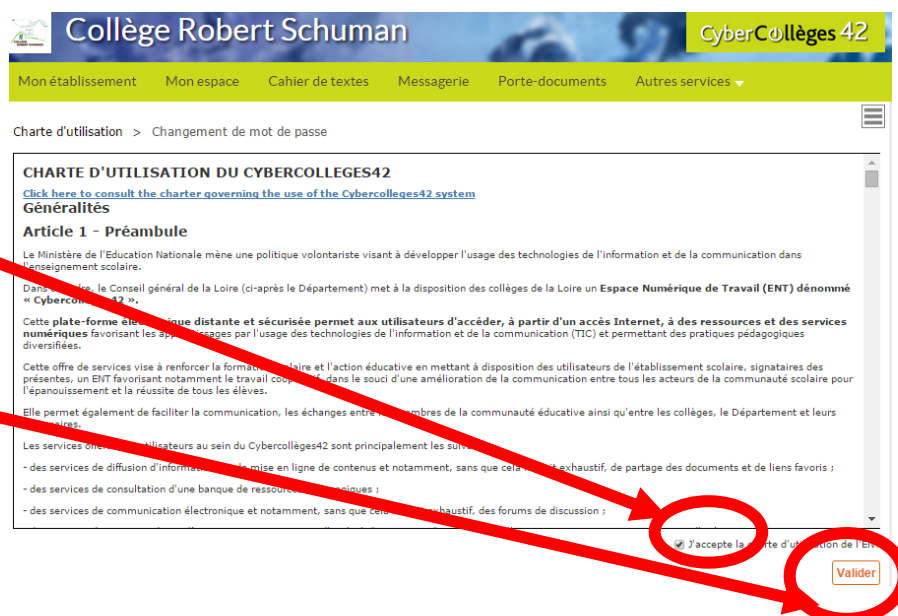 Collège Robert Schuman
CyberCollèges 42
Mon établissement Mon espace Cahier de textes Messagerie Porte-documents Autres services
Charte d'utilisation > Changement de mot de passe
CHARTE D'UTILISATION DU CYBERCOLLEGES42
Click here to consult the charter governing the use of the Cybercolleges42 system
Généralités
Article 1 - Préambule
Le Ministère de l'Education Nationale mène une politique volontariste visant à développer l'usage des technologies de l'information et de la communication dans
l'enseignement scolaire.
Dans ce, le Conseil général de la Loire (ci-après le Département) met à la disposition des collèges de la Loire un Espace Numérique de Travail (ENT) dénommé
« Cybercollèges 42 ».
Cette plate-forme électronique distante et sécurisée permet aux utilisateurs d'accéder, à partir d'un accès Internet, à des ressources et des services
numériques favorisant les apprentissages par l'usage des technologies de l'information et de la communication (TIC) et permettant des pratiques pédagogiques
diversifiées.
Cette offre de services vise à renforcer la formation scolaire et l'action éducative en mettant à disposition des utilisateurs de l'établissement scolaire, signataires des
présentes, un ENT favorisant notamment le travail coopératif, dans le souci d'une amélioration de la communication entre tous les acteurs de la communauté scolaire pour
l'épanouissement et la réussite de tous les élèves.
Elle permet également de faciliter la communication, les échanges entre les membres de la communauté éducative ainsi qu'entre les collèges, le Département et leurs
Les services utilisateurs au sein du Cybercollèges42 sont principalement les
- des services de diffusion d'information mise en ligne de contenus et notamment, sans que cela soit exhaustif, de partage des documents et de liens favoris ;
- des services de consultation d'une banque de ressources pédagogiques ;
- des services de communication électronique et notamment, sans que cela exhaustif, des forums de discussion ;
J'accepte la charte d'utilisation de l'EN
Valider